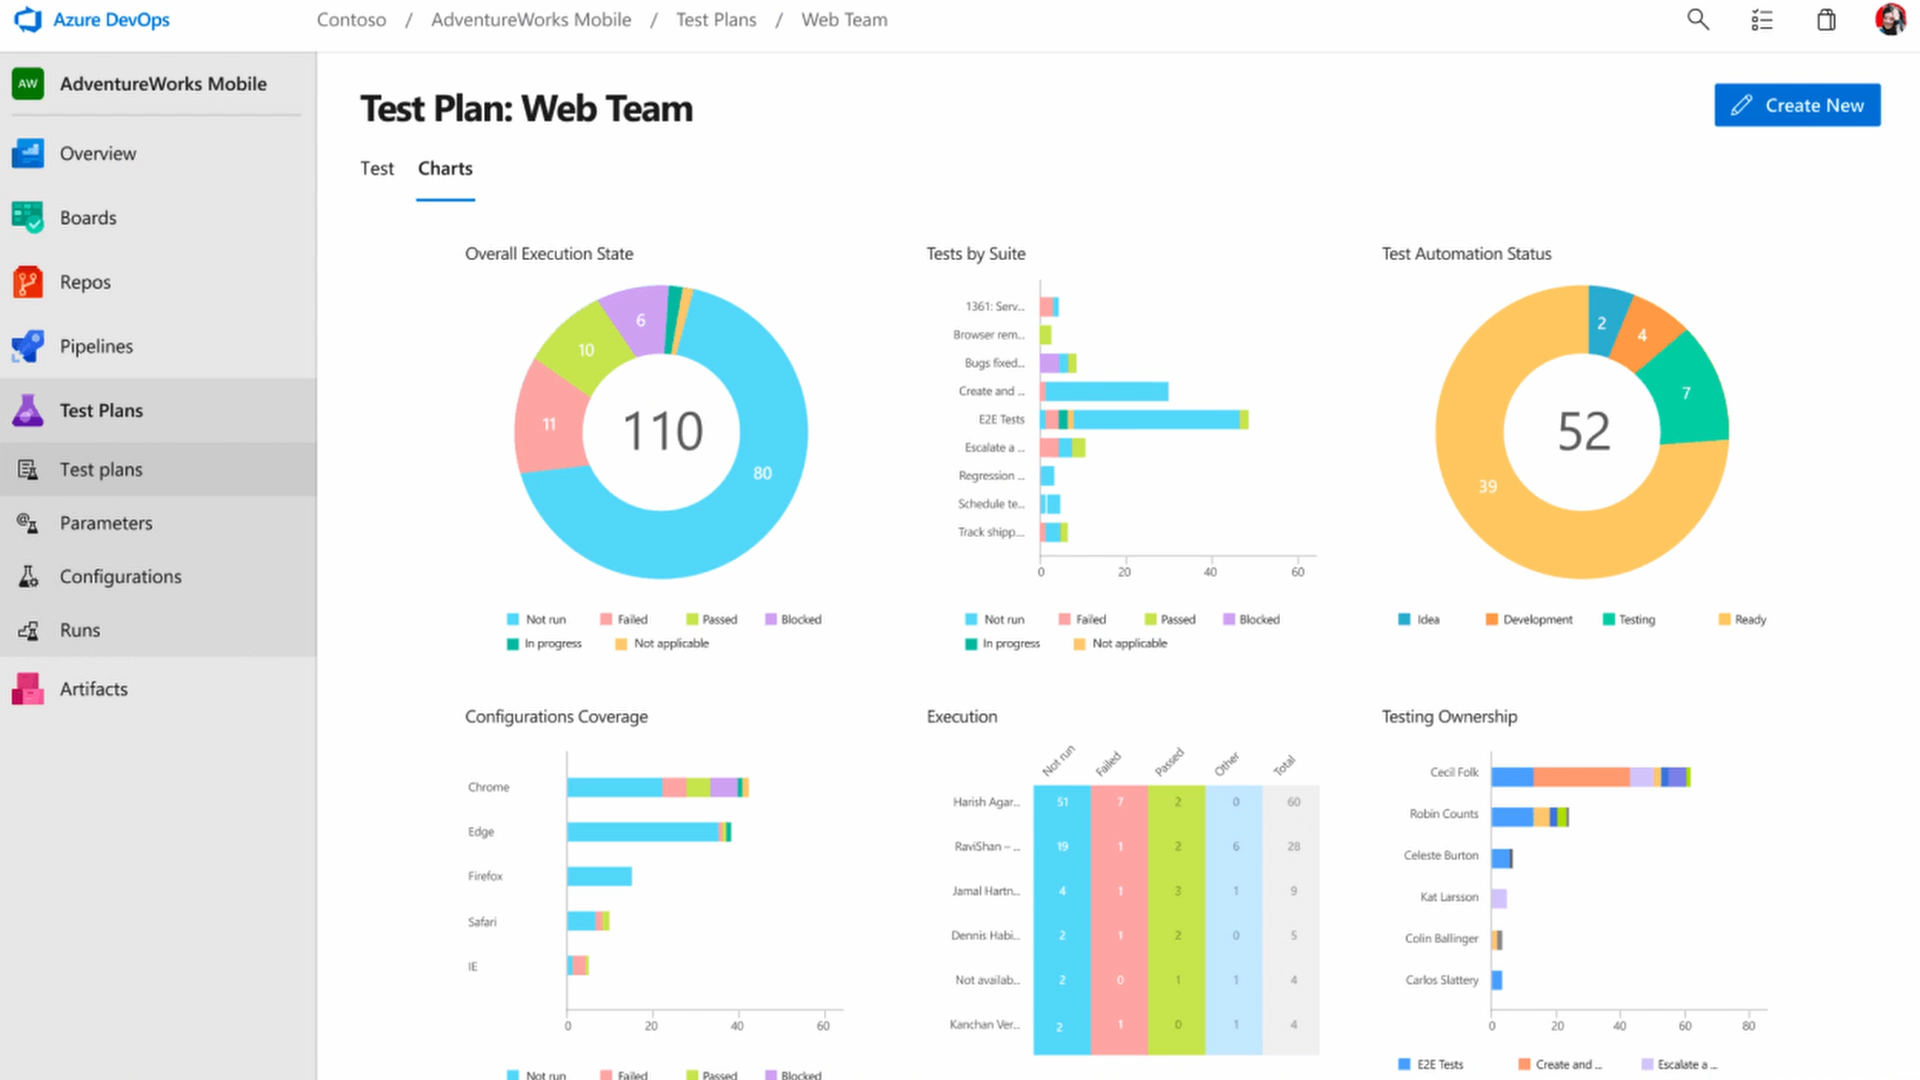 Azure DevOps
Contoso / AdventureWorks Mobile / Test Plans / Web Team
AW AdventureWorks Mobile
Overview
Boards
Repos
Pipelines
Test Plans
Test plans
Parameters
Configurations
Runs
Artifacts
Test Plan: Web Team
Create New
Test Charts
Overall Execution State
6
10
11
110
80
Not run Failed Passed Blocked
In progress Not applicable
Tests by Suite
1361: Serv...
Browser rem...
Bugs fixed...
Create and ...
E2E Tests
Escalate a ...
Regression ...
Schedule te...
Track shipp...
0 20 40 60
Not run Failed Passed Blocked
In progress Not applicable
Test Automation Status
2
4
7
52
39
Idea Development Testing Ready
Configurations Coverage
Chrome
Edge
Firefox
Safari
IE
0 20 40 60
Not run Failed Passed Blocked
Execution
Not run Failed Passed Other Total
Harish Agar... 51 7 2 0 60
RaviShan – ... 19 1 2 6 28
Jamal Hartn... 4 1 3 1 9
Dennis Habi... 2 1 2 0 5
Not availab... 2 0 1 1 4
Kanchan Ver... 2 1 0 1 4
Testing Ownership
Cecil Folk
Robin Counts
Celeste Burton
Kat Larsson
Colin Ballinger
Carlos Slattery
0 20 40 60 80
E2E Tests Create and ... Escalate a ...